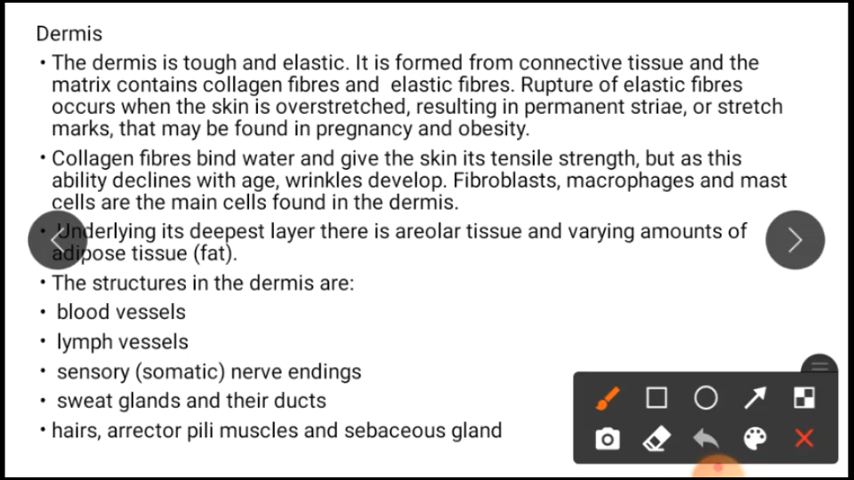 Dermis
• The dermis is tough and elastic. It is formed from connective tissue and the
matrix contains collagen fibres and elastic fibres. Rupture of elastic fibres
occurs when the skin is overstretched, resulting in permanent striae, or stretch
marks, that may be found in pregnancy and obesity.
• Collagen fibres bind water and give the skin its tensile strength, but as this
ability declines with age, wrinkles develop. Fibroblasts, macrophages and mast
cells are the main cells found in the dermis.
• Underlying its deepest layer there is areolar tissue and varying amounts of
adipose tissue (fat).
• The structures in the dermis are:
• blood vessels
• lymph vessels
• sensory (somatic) nerve endings
• sweat glands and their ducts
• hairs, arrector pili muscles and sebaceous gland